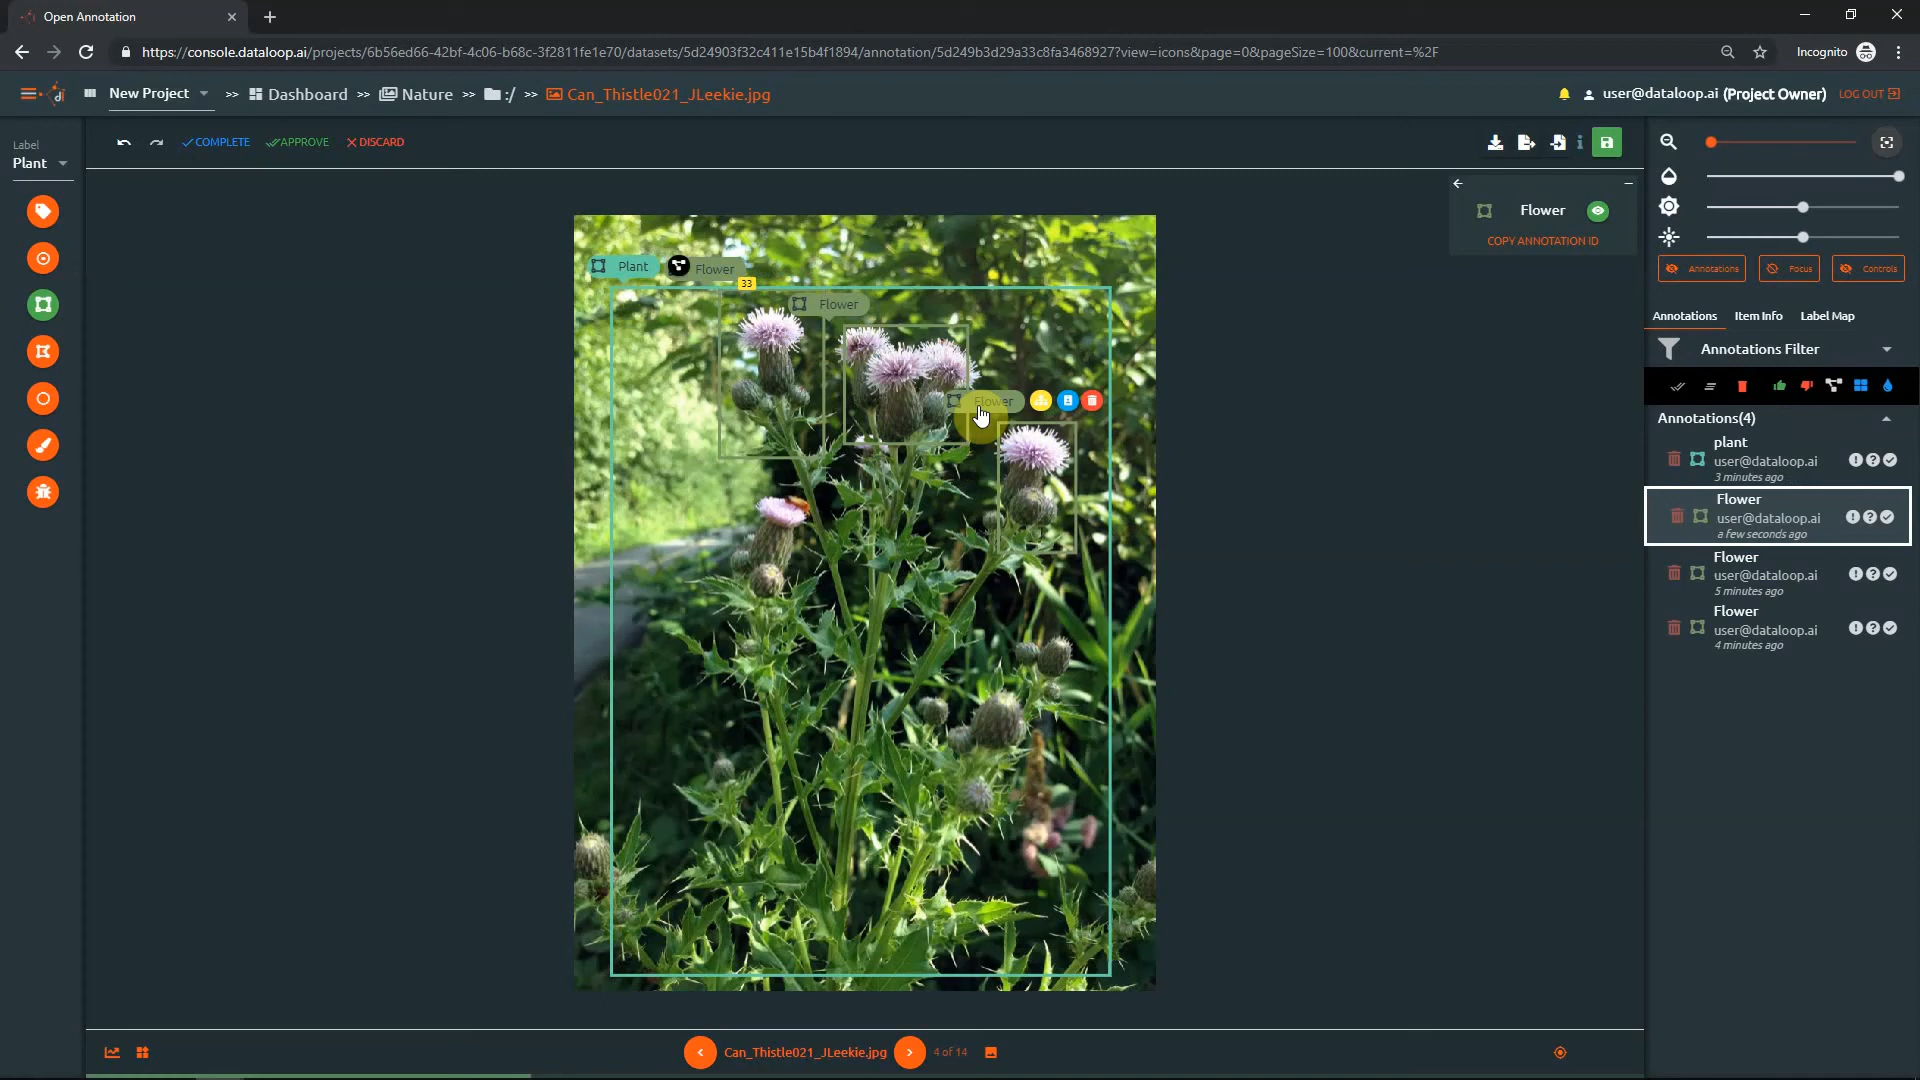 Open Annotation
https://console.dataloop.ai/projects/6b56ed66-42bf-4c06-b68c-3f2811fe1e70/datasets/5d24903f32c411e15b4f1894/annotation/5d249b3d29a33c8fa3468927?view=icons&page=0&pageSize=100&current=%2F
Incognito
New Project >> Dashboard >> Nature >> :/ >> Can_Thistle021_JLeekie.jpg
user@dataloop.ai (Project Owner) LOG OUT
Label
Plant
COMPLETE APPROVE DISCARD
Flower
COPY ANNOTATION ID
Plant
Flower
33
Flower
Flower
Annotations Focus Controls
Annotations Item Info Label Map
Annotations Filter
Annotations(4)
plant
user@dataloop.ai
3 minutes ago
Flower
user@dataloop.ai
a few seconds ago
Flower
user@dataloop.ai
5 minutes ago
Flower
user@dataloop.ai
4 minutes ago
Can_Thistle021_JLeekie.jpg 4 of 14